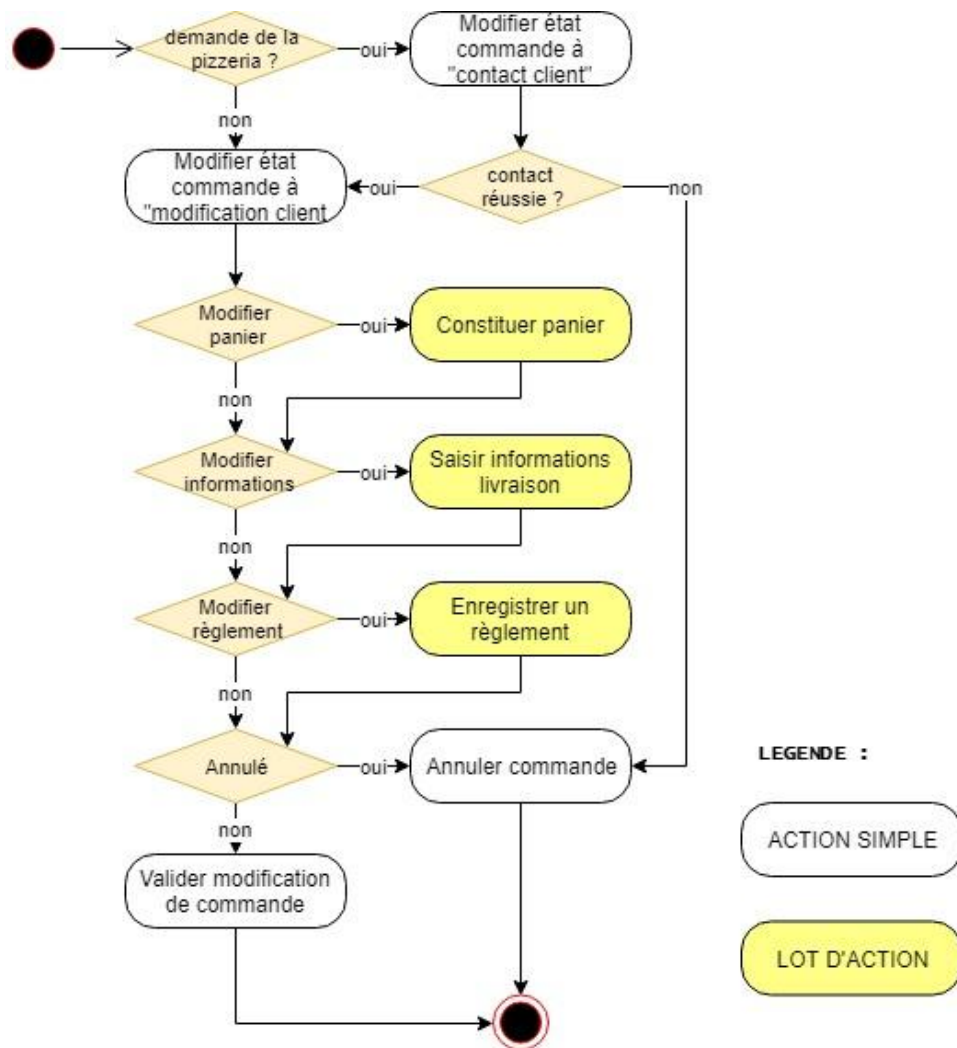 demande de la
pizzeria ?
oui
Modifier état
commande à
"contact client"
non
Modifier état
commande à
"modification client
oui
contact
réussie ?
non
Modifier
panier
oui
Constituer panier
non
Modifier
informations
oui
Saisir informations
livraison
non
Modifier
règlement
oui
Enregistrer un
règlement
non
Annulé
oui
Annuler commande
non
Valider modification
de commande
LEGENDE :
ACTION SIMPLE
LOT D'ACTION